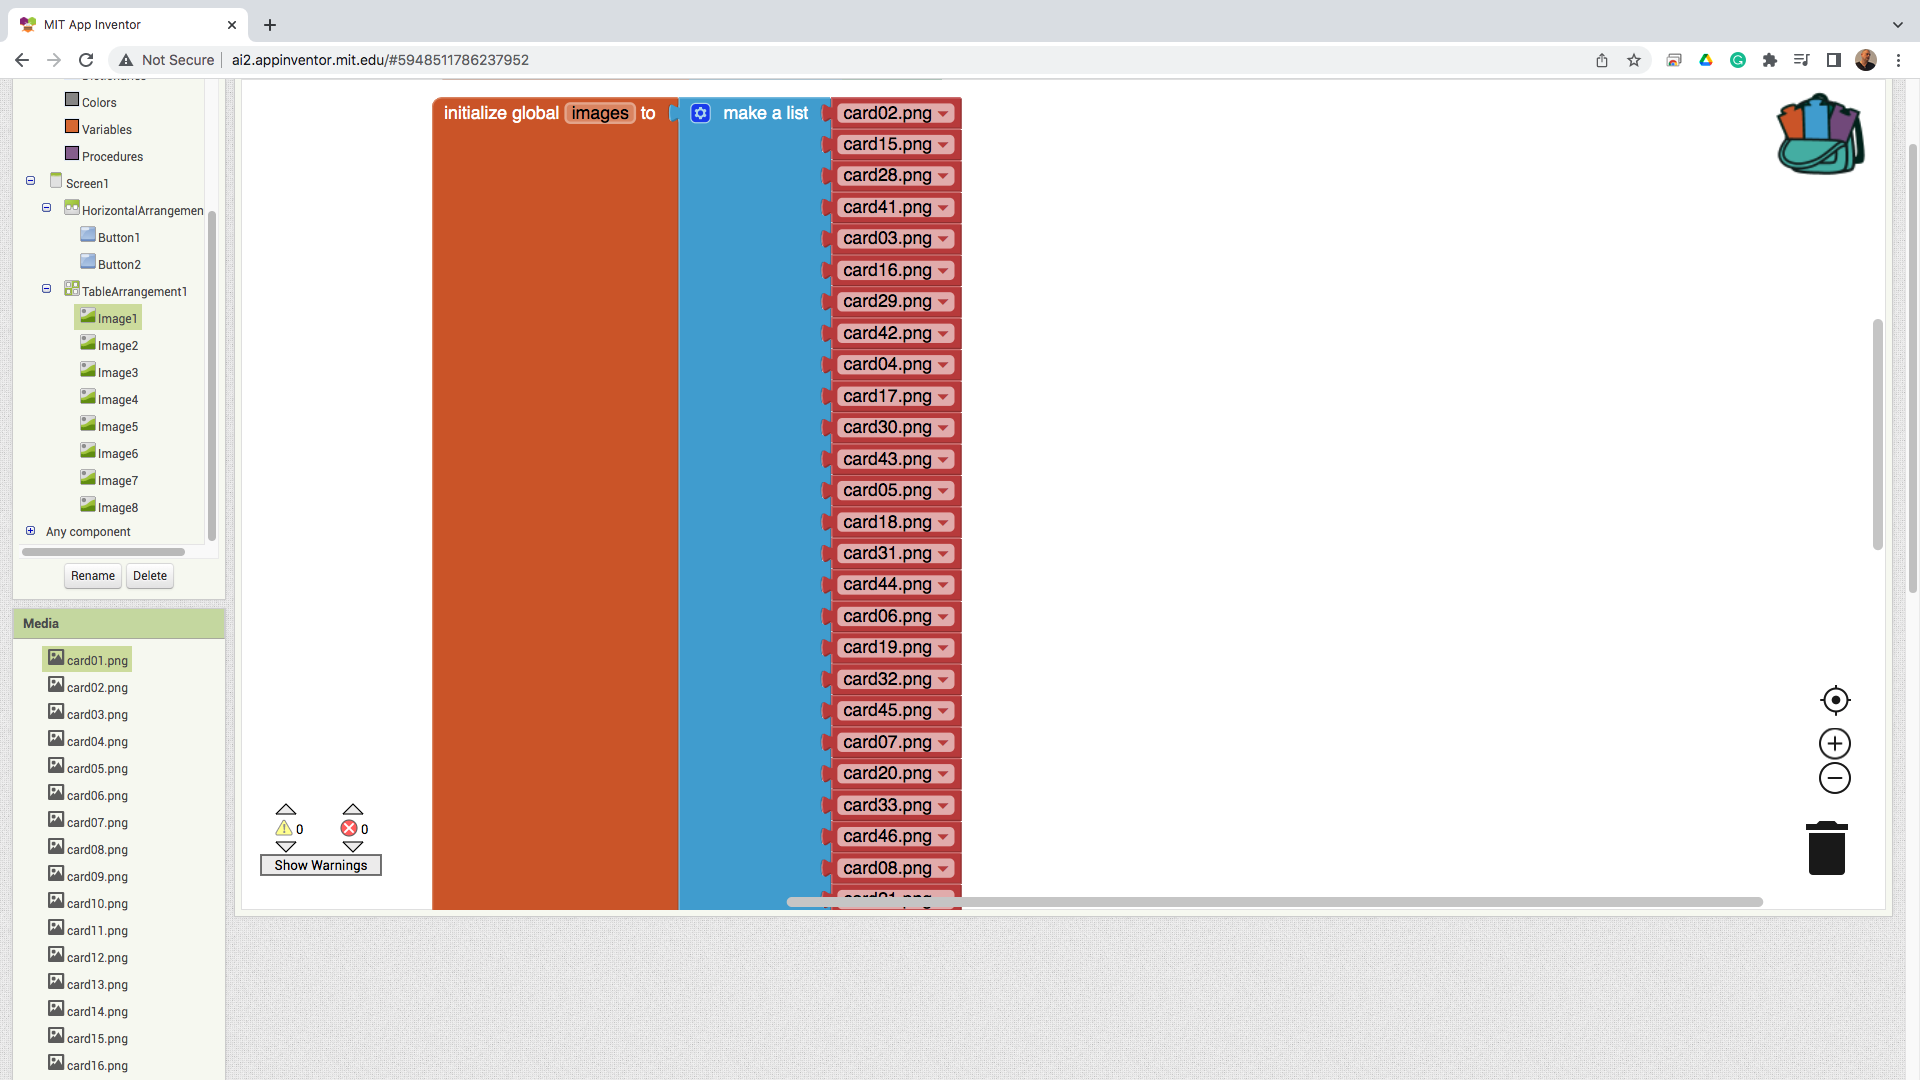 MIT App Inventor
Not Secure
ai2.appinventor.mit.edu/#5948511786237952
Colors
Variables
Procedures
Screen1
HorizontalArrangemen
Button1
Button2
TableArrangement1
Image1
Image2
Image3
Image4
Image5
Image6
Image7
Image8
Any component
Rename Delete
Media
card01.png
card02.png
card03.png
card04.png
card05.png
card06.png
card07.png
card08.png
card09.png
card10.png
card11.png
card12.png
card13.png
card14.png
card15.png
card16.png
initialize global images to make a list card02.png
card15.png
card28.png
card41.png
card03.png
card16.png
card29.png
card42.png
card04.png
card17.png
card30.png
card43.png
card05.png
card18.png
card31.png
card44.png
card06.png
card19.png
card32.png
card45.png
card07.png
card20.png
card33.png
card46.png
card08.png
0 0
Show Warnings